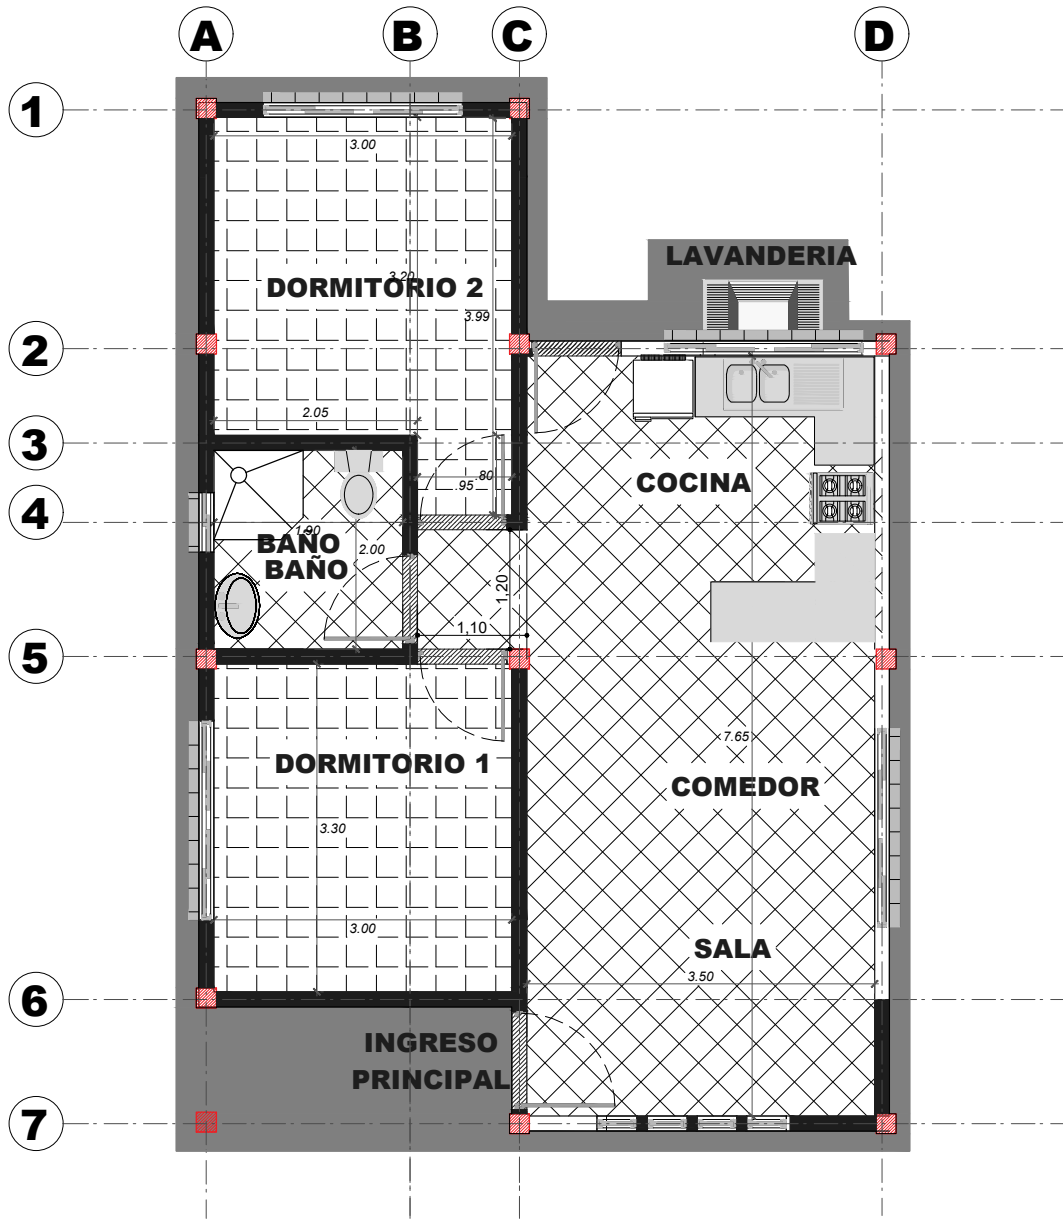 A B C D
1
3.00
LAVANDERIA
3.20
DORMITORIO 2
3.99
2
2.05
3
.80
COCINA
.95
4
1.90
BAÑO
2.00
BAÑO
1,20
1,10
5
7.65
DORMITORIO 1
COMEDOR
3.30
3.00
SALA
3.50
6
INGRESO
PRINCIPAL
7